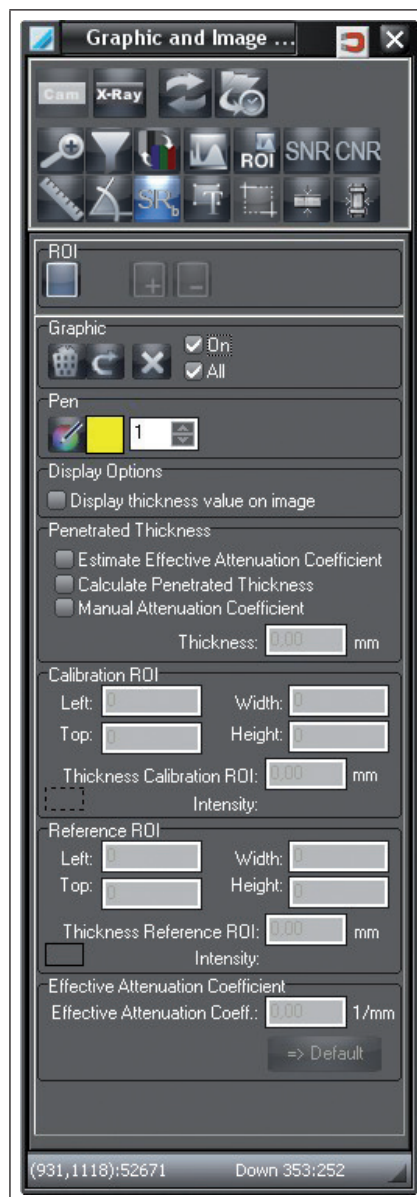 Graphic and Image ...
Cam X-Ray
ROI SNR CNR
SR b T
ROI
Graphic
On
All
Pen
1
Display Options
Display thickness value on image
Penetrated Thickness
Estimate Effective Attenuation Coefficient
Calculate Penetrated Thickness
Manual Attenuation Coefficient
Thickness: 0,00 mm
Calibration ROI
Left: 0 Width: 0
Top: 0 Height: 0
Thickness Calibration ROI: 0,00 mm
Intensity:
Reference ROI
Left: 0 Width: 0
Top: 0 Height: 0
Thickness Reference ROI: 0,00 mm
Intensity:
Effective Attenuation Coefficient
Effective Attenuation Coeff.: 0,00 1/mm
=> Default
(931,1118):52671 Down 353:252